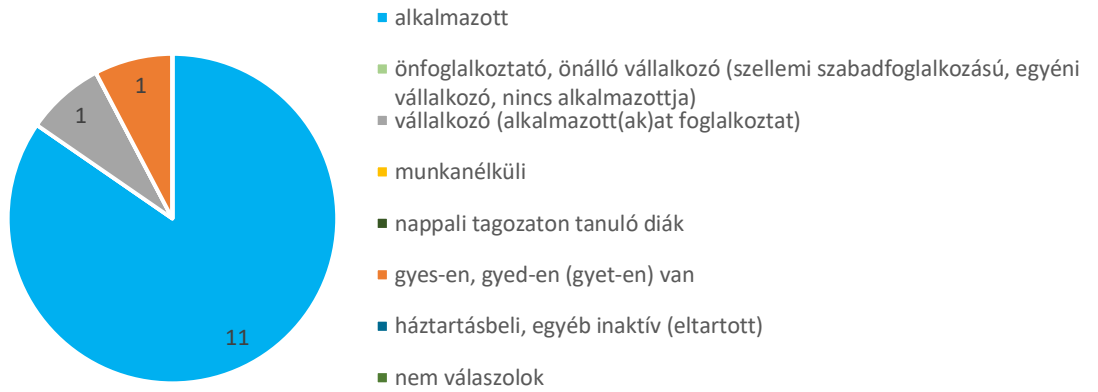 alkalmazott
önfoglalkoztató, önálló vállalkozó (szellemi szabadfoglalkozású, egyéni
vállalkozó, nincs alkalmazottja)
vállalkozó (alkalmazott(ak)at foglalkoztat)
munkanélküli
nappali tagozaton tanuló diák
gyes-en, gyed-en (gyet-en) van
háztartásbeli, egyéb inaktív (eltartott)
nem válaszolok
1
1
11